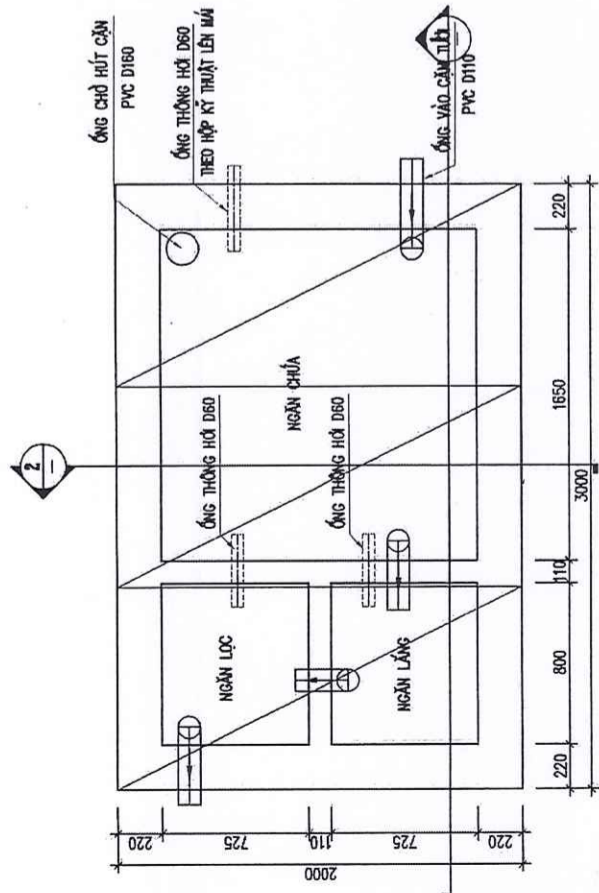 ỐNG CHỜ HÚT CẶN
PVC D160
ỐNG THÔNG HƠI D60
THEO HỘP KỸ THUẬT LÊN MÁI
ỐNG VÀO CẶN TỪ
PVC D110
2
1
NGĂN CHỨA
ỐNG THÔNG HƠI D60
ỐNG THÔNG HƠI D60
NGĂN LỌC
NGĂN LẮNG
220
1650
110
800
220
3000
220
725
110
725
220
2000